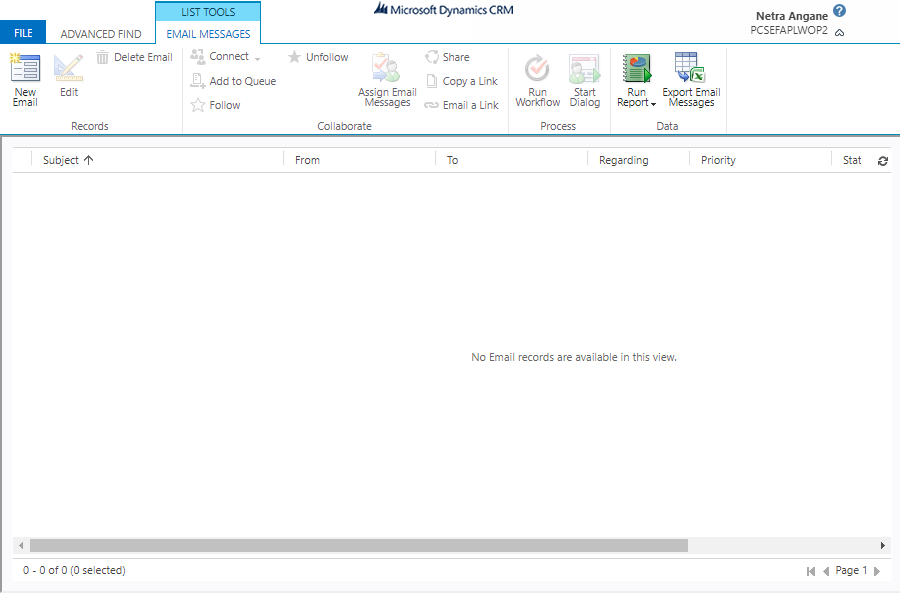 LIST TOOLS
Microsoft Dynamics CRM
Netra Angane
?
FILE
ADVANCED FIND
EMAIL MESSAGES
PCSEFAPLWOP2
New Email
Edit
Delete Email
Connect
Add to Queue
Follow
Unfollow
Assign Email Messages
Share
Copy a Link
Email a Link
Run Workflow
Start Dialog
Run Report
Export Email Messages
Records
Collaborate
Process
Data
Subject
From
To
Regarding
Priority
Stat
No Email records are available in this view.
0 - 0 of 0 (0 selected)
Page 1